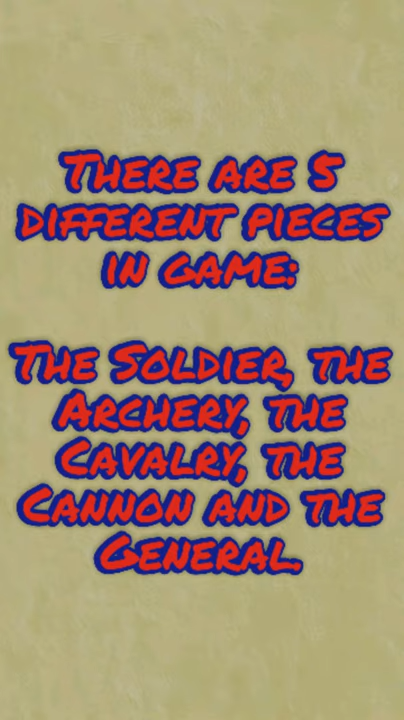 There are 5
different pieces
in game:
The Soldier, the
Archery, the
Cavalry, the
Cannon and the
General.